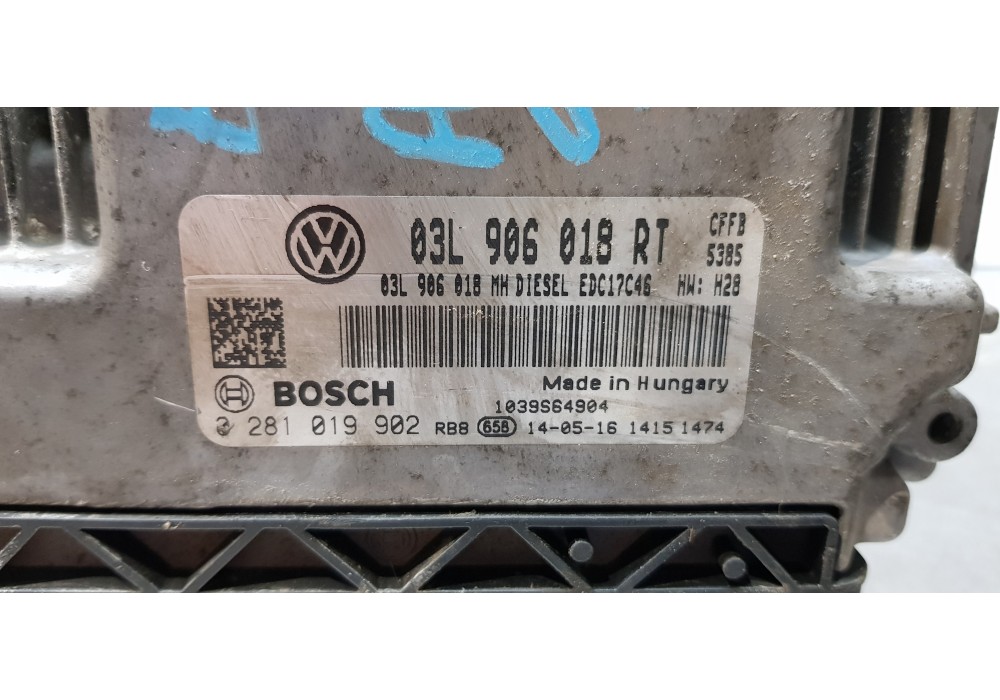 03L 906 018 RT CFFB
5385
03L 906 018 MH DIESEL EDC17C46 HW: H28
BOSCH Made in Hungary
1039S64904
0 281 019 902 RB8 658 14-05-16 1415 1474